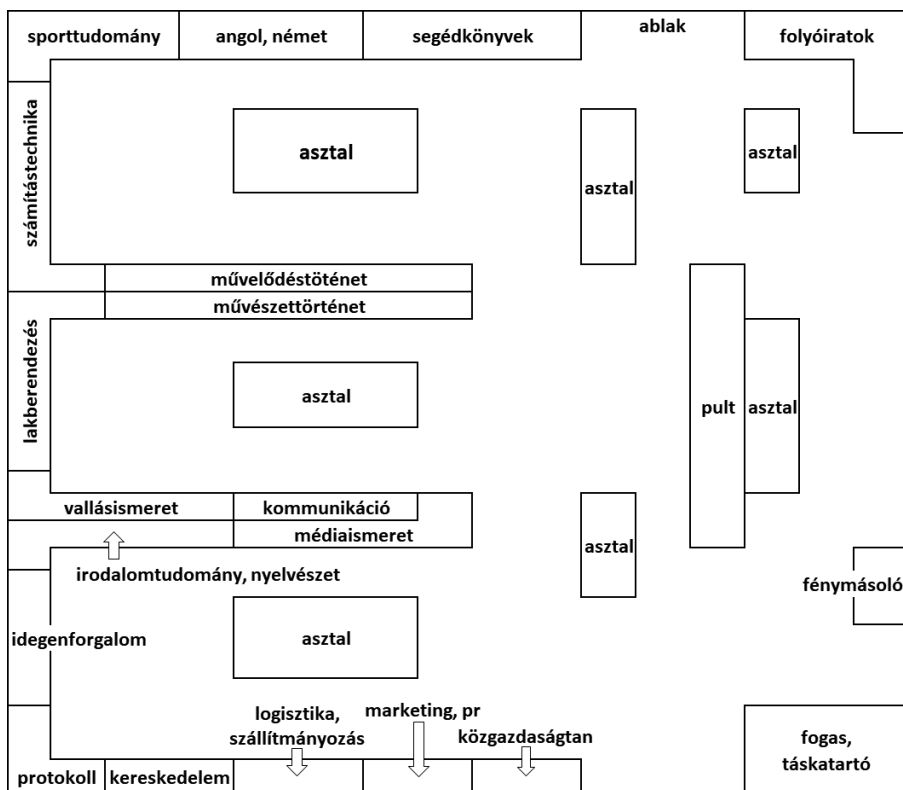 sporttudomány
angol, német
segédkönyvek
ablak
folyóiratok
számítástechnika
asztal
asztal
asztal
művelődéstöténet
művészettörténet
lakberendezés
asztal
pult
asztal
vallásismeret
kommunikáció
médiaismeret
asztal
irodalomtudomány, nyelvészet
fénymásoló
idegenforgalom
asztal
logisztika,
szállítmányozás
marketing, pr
közgazdaságtan
protokoll
kereskedelem
fogas,
táskatartó